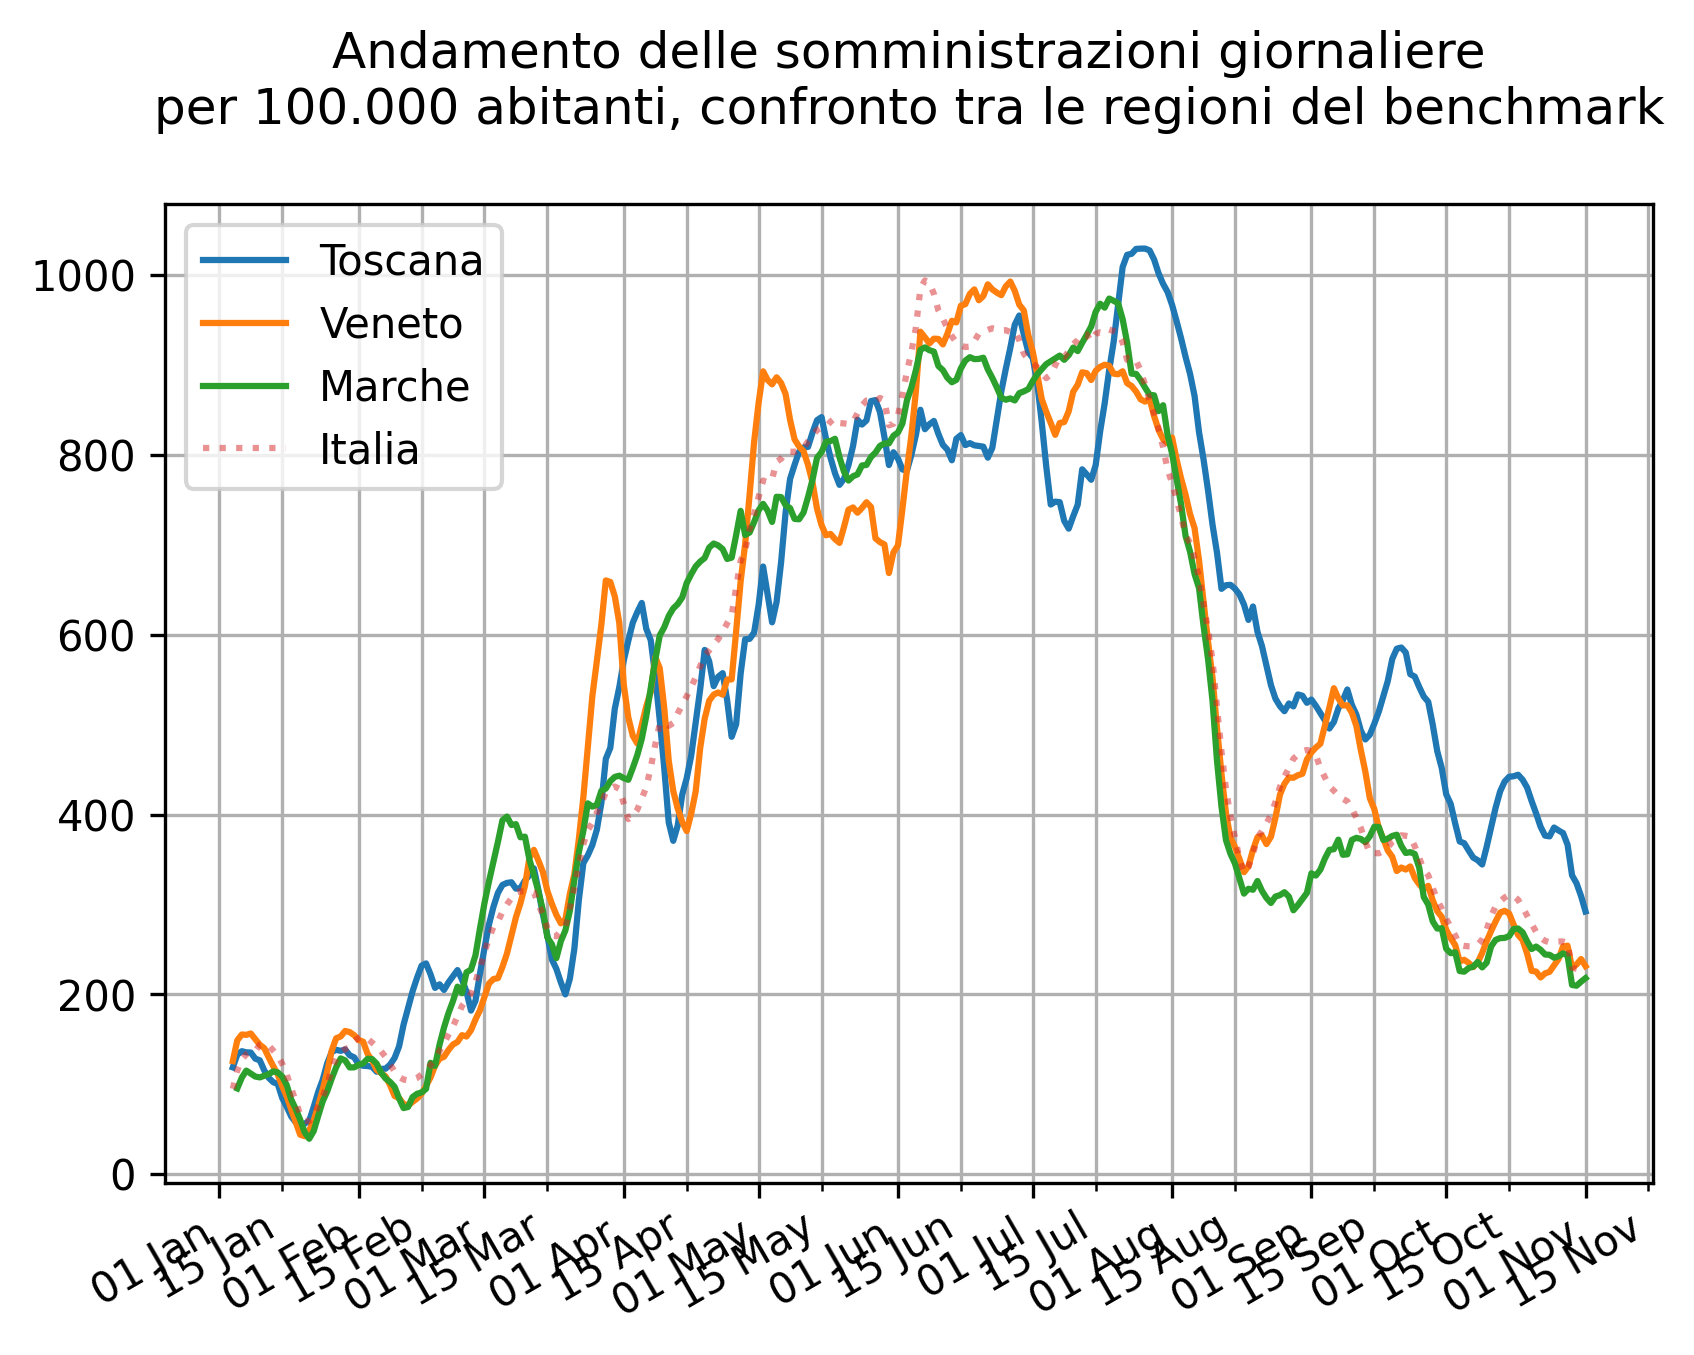 Andamento delle somministrazioni giornaliere
per 100.000 abitanti, confronto tra le regioni del benchmark
Toscana
Veneto
Marche
Italia
1000
800
600
400
200
0
01 Jan
15 Jan
01 Feb
15 Feb
01 Mar
15 Mar
01 Apr
15 Apr
01 May
15 May
01 Jun
15 Jun
01 Jul
15 Jul
01 Aug
15 Aug
01 Sep
15 Sep
01 Oct
15 Oct
01 Nov
15 Nov